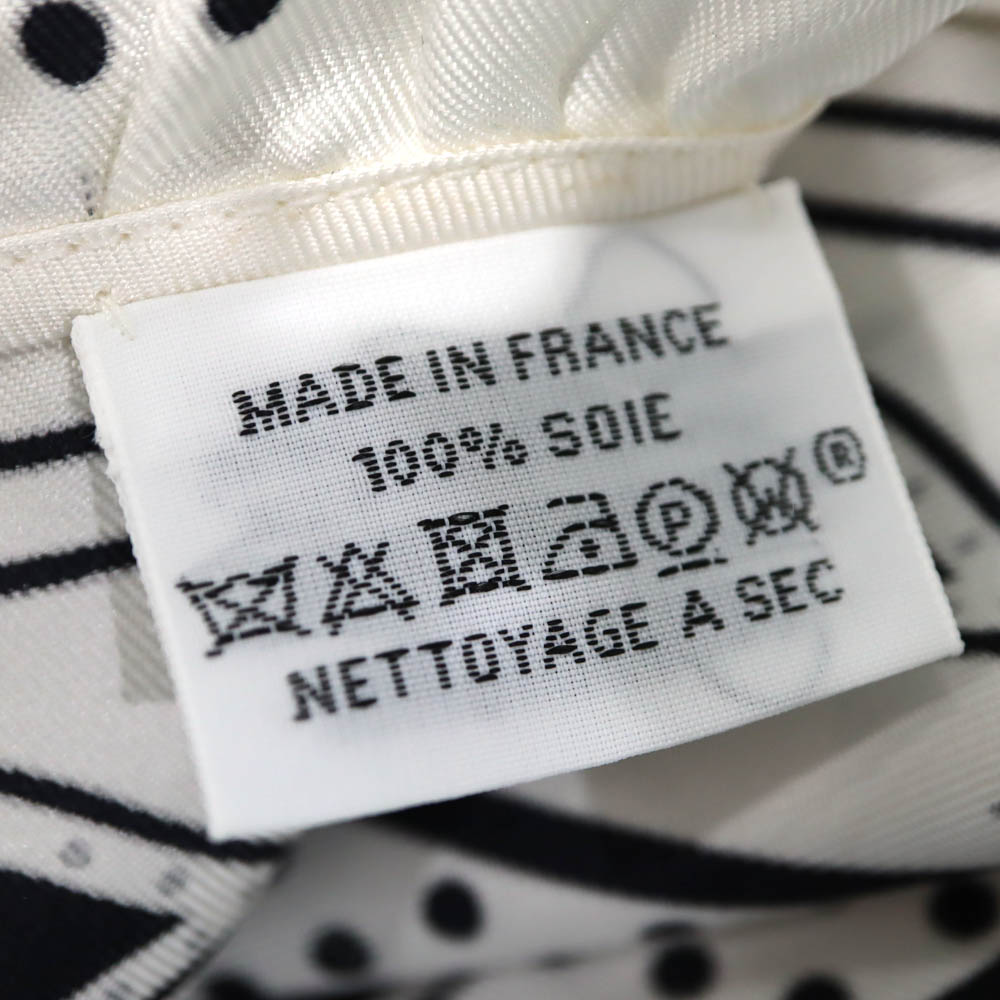 MADE IN FRANCE
100% SOIE
P W ®
NETTOYAGE A SEC